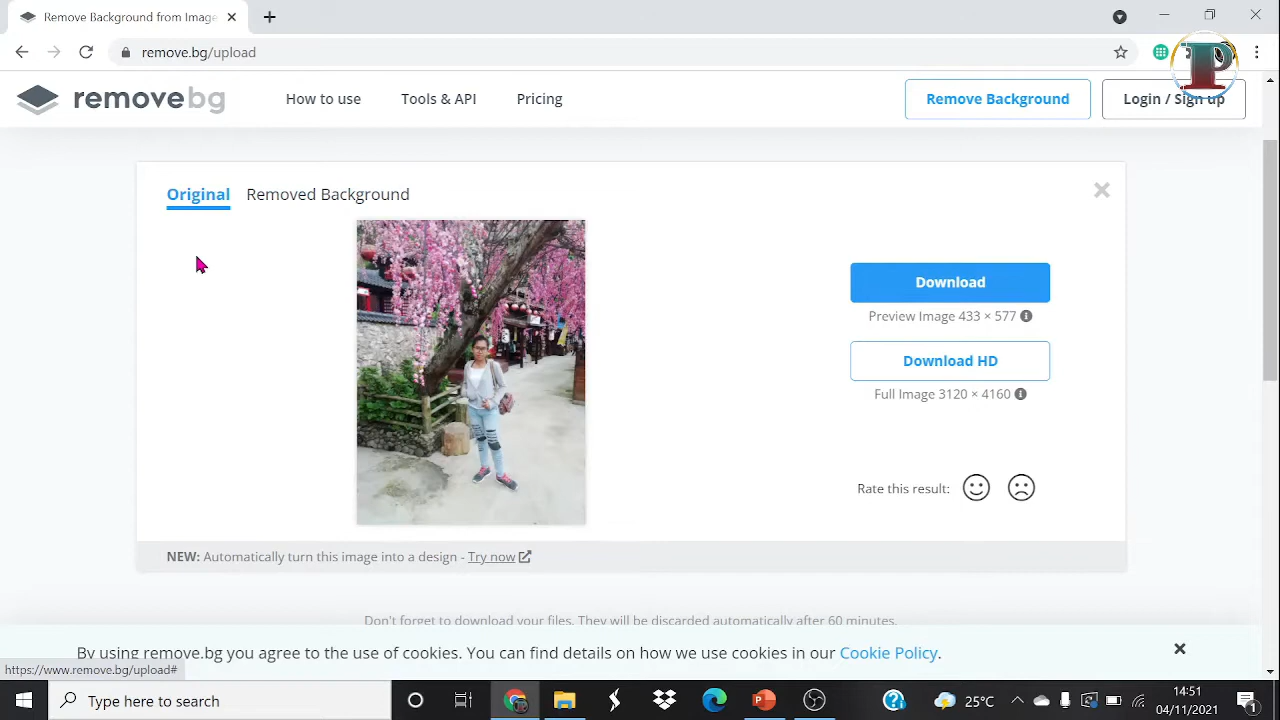 Remove Background from Image
remove.bg/upload
removebg
How to use
Tools & API
Pricing
Remove Background
Login / Sign up
P
Original
Removed Background
Download
Preview Image 433 × 577
Download HD
Full Image 3120 × 4160
Rate this result:
NEW: Automatically turn this image into a design - Try now
Don't forget to download your files. They will be discarded automatically after 60 minutes.
By using remove.bg you agree to the use of cookies. You can find details on how we use cookies in our Cookie Policy.
https://www.remove.bg/upload#
Type here to search
25°C
14:51
04/11/2021
1